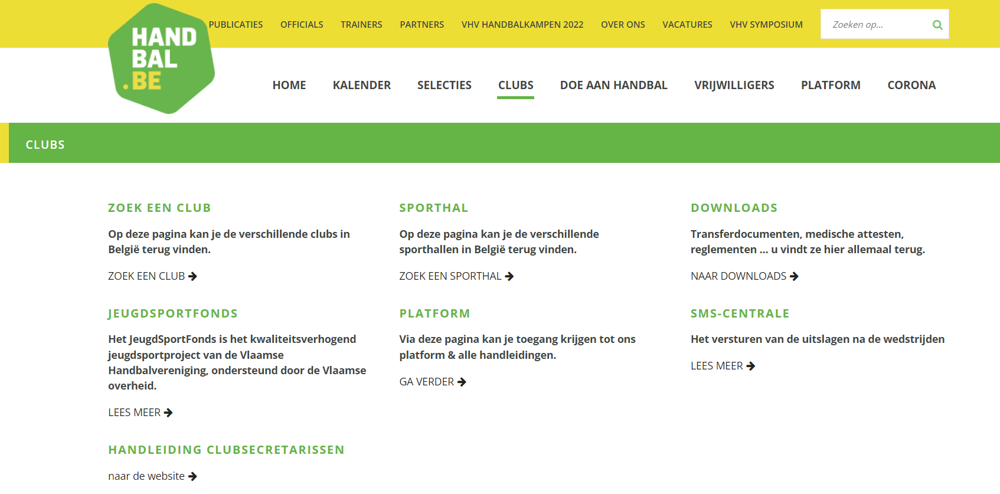 HAND
BAL
.BE
PUBLICATIES OFFICIALS TRAINERS PARTNERS VHV HANDBALKAMPEN 2022 OVER ONS VACATURES VHV SYMPOSIUM Zoeken op...
HOME KALENDER SELECTIES CLUBS DOE AAN HANDBAL VRIJWILLIGERS PLATFORM CORONA
CLUBS
ZOEK EEN CLUB
Op deze pagina kan je de verschillende clubs in
België terug vinden.
ZOEK EEN CLUB
SPORTHAL
Op deze pagina kan je de verschillende
sporthallen in België terug vinden.
ZOEK EEN SPORTHAL
DOWNLOADS
Transferdocumenten, medische attesten,
reglementen ... u vindt ze hier allemaal terug.
NAAR DOWNLOADS
JEUGDSPORTFONDS
Het JeugdSportFonds is het kwaliteitsverhogend
jeugdsportproject van de Vlaamse
Handbalvereniging, ondersteund door de Vlaamse
overheid.
LEES MEER
PLATFORM
Via deze pagina kan je toegang krijgen tot ons
platform & alle handleidingen.
GA VERDER
SMS-CENTRALE
Het versturen van de uitslagen na de wedstrijden
LEES MEER
HANDLEIDING CLUBSECRETARISSEN
naar de website